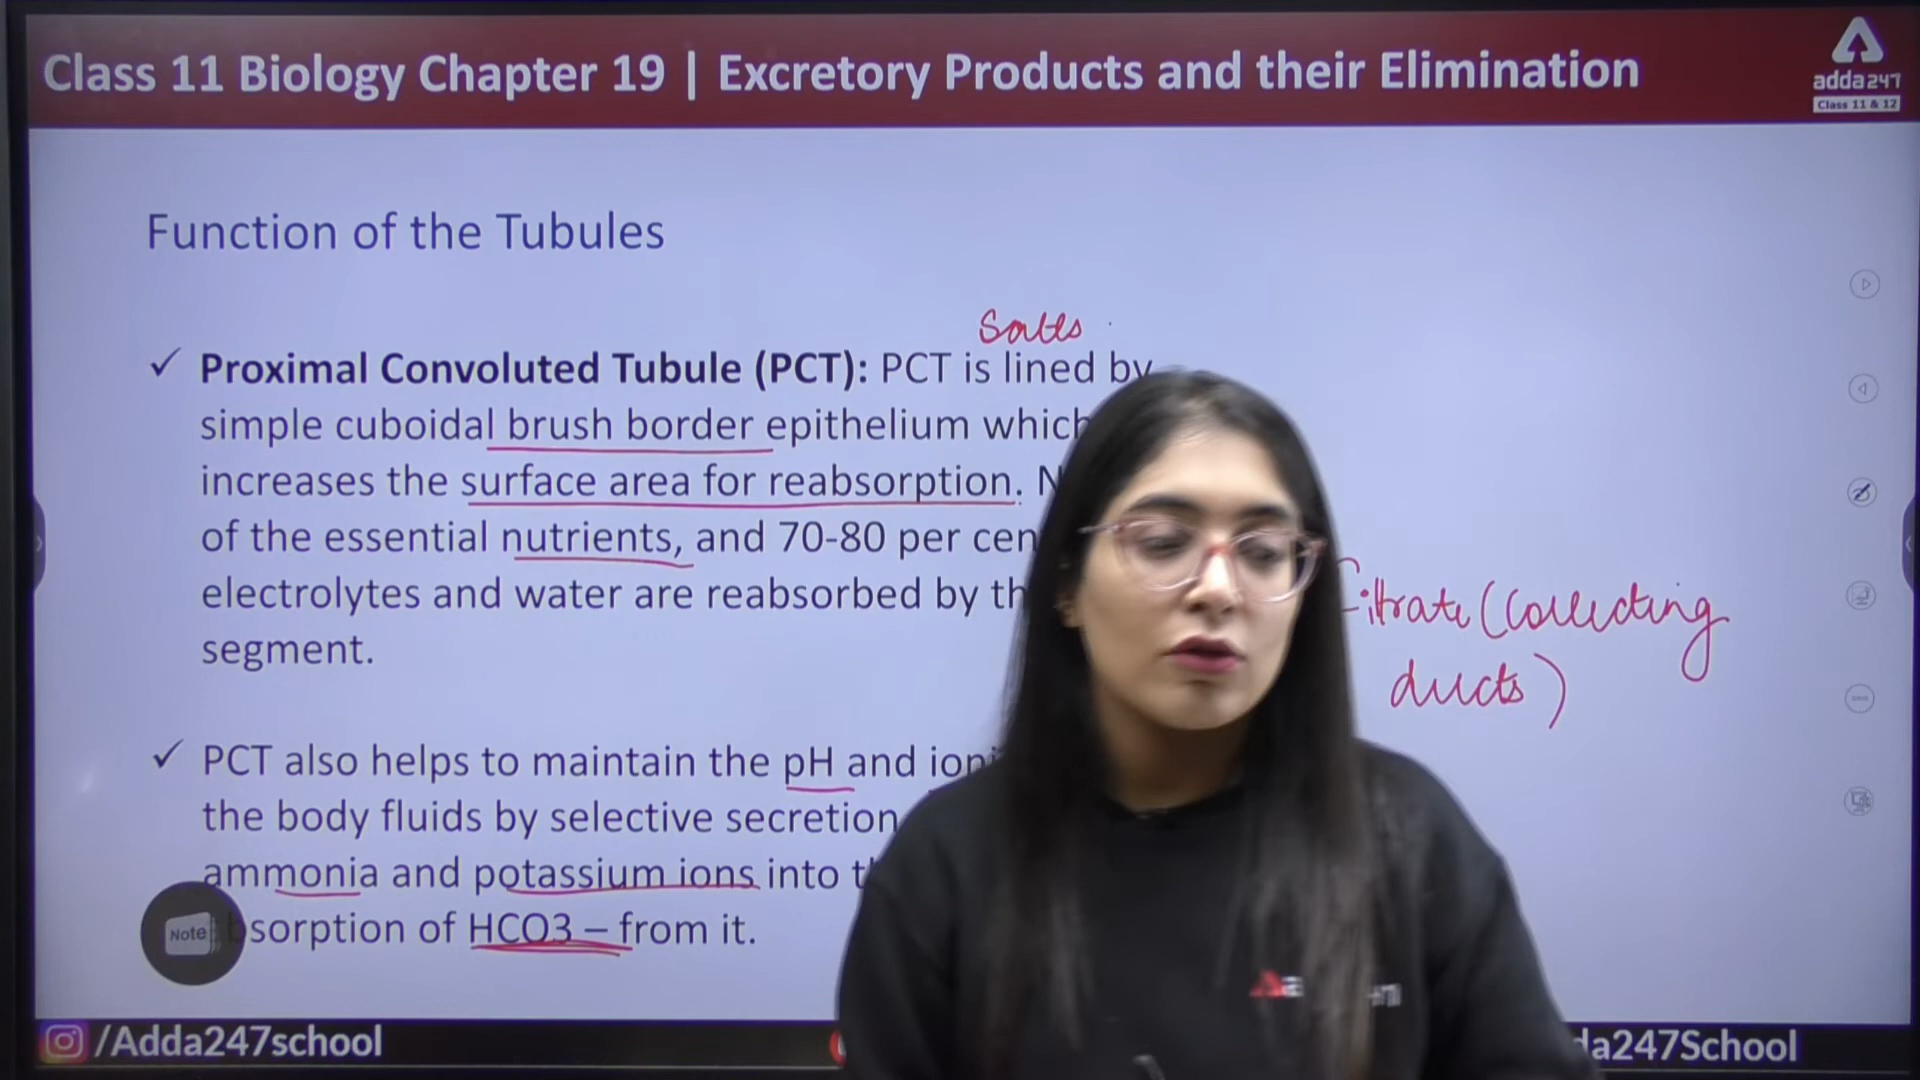 Class 11 Biology Chapter 19 | Excretory Products and their Elimination
adda247
Class 11 & 12
Function of the Tubules
Salts
✓ Proximal Convoluted Tubule (PCT): PCT is lined by
simple cuboidal brush border epithelium which
increases the surface area for reabsorption.
of the essential nutrients, and 70-80 per cen
electrolytes and water are reabsorbed by th
segment.
Filtrate (Collecting
ducts)
✓ PCT also helps to maintain the pH and ioni
the body fluids by selective secretion
ammonia and potassium ions into t
bsorption of HCO3 – from it.
Note
/Adda247school
da247School